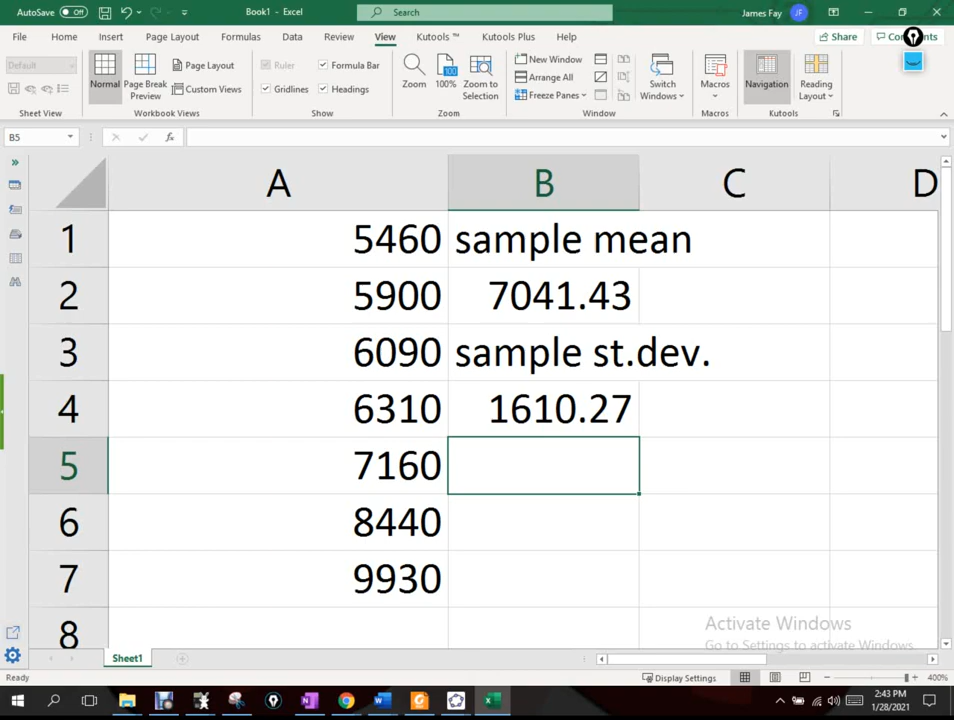 AutoSave Off Book1 - Excel Search James Fay JF
File Home Insert Page Layout Formulas Data Review View Kutools ™ Kutools Plus Help Share
Default Normal Page Break Preview Page Layout Custom Views Ruler Gridlines Formula Bar Headings Zoom 100% Zoom to Selection New Window Arrange All Freeze Panes Switch Windows Macros Navigation Reading Layout
Sheet View Workbook Views Show Zoom Window Macros Kutools
B5 fx
A B C D
1 5460 sample mean
2 5900 7041.43
3 6090 sample st.dev.
4 6310 1610.27
5 7160
6 8440
7 9930
8
Activate Windows
Go to Settings to activate Windows.
Sheet1
Ready Display Settings 400%
2:43 PM
1/28/2021